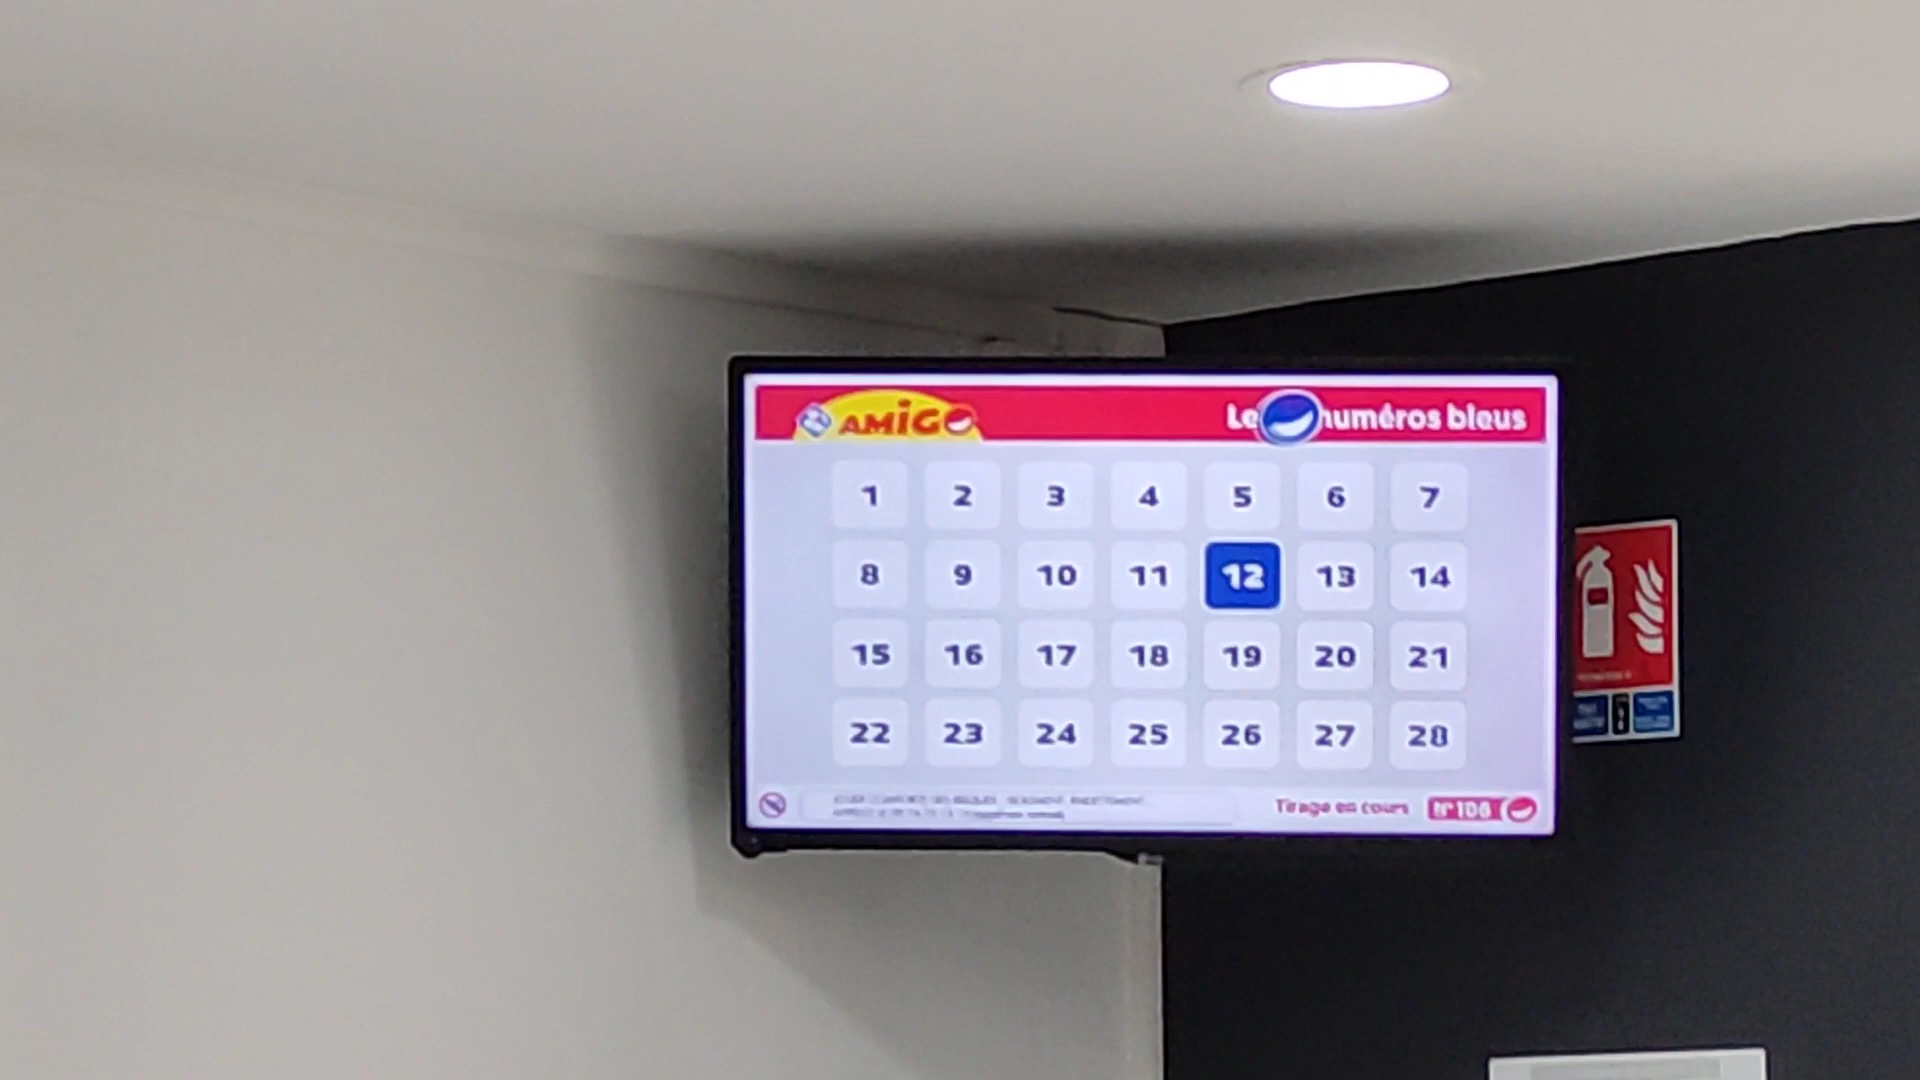 AMiGO
Le numéros bleus
1 2 3 4 5 6 7
8 9 10 11 12 13 14
15 16 17 18 19 20 21
22 23 24 25 26 27 28
Tirage en cours